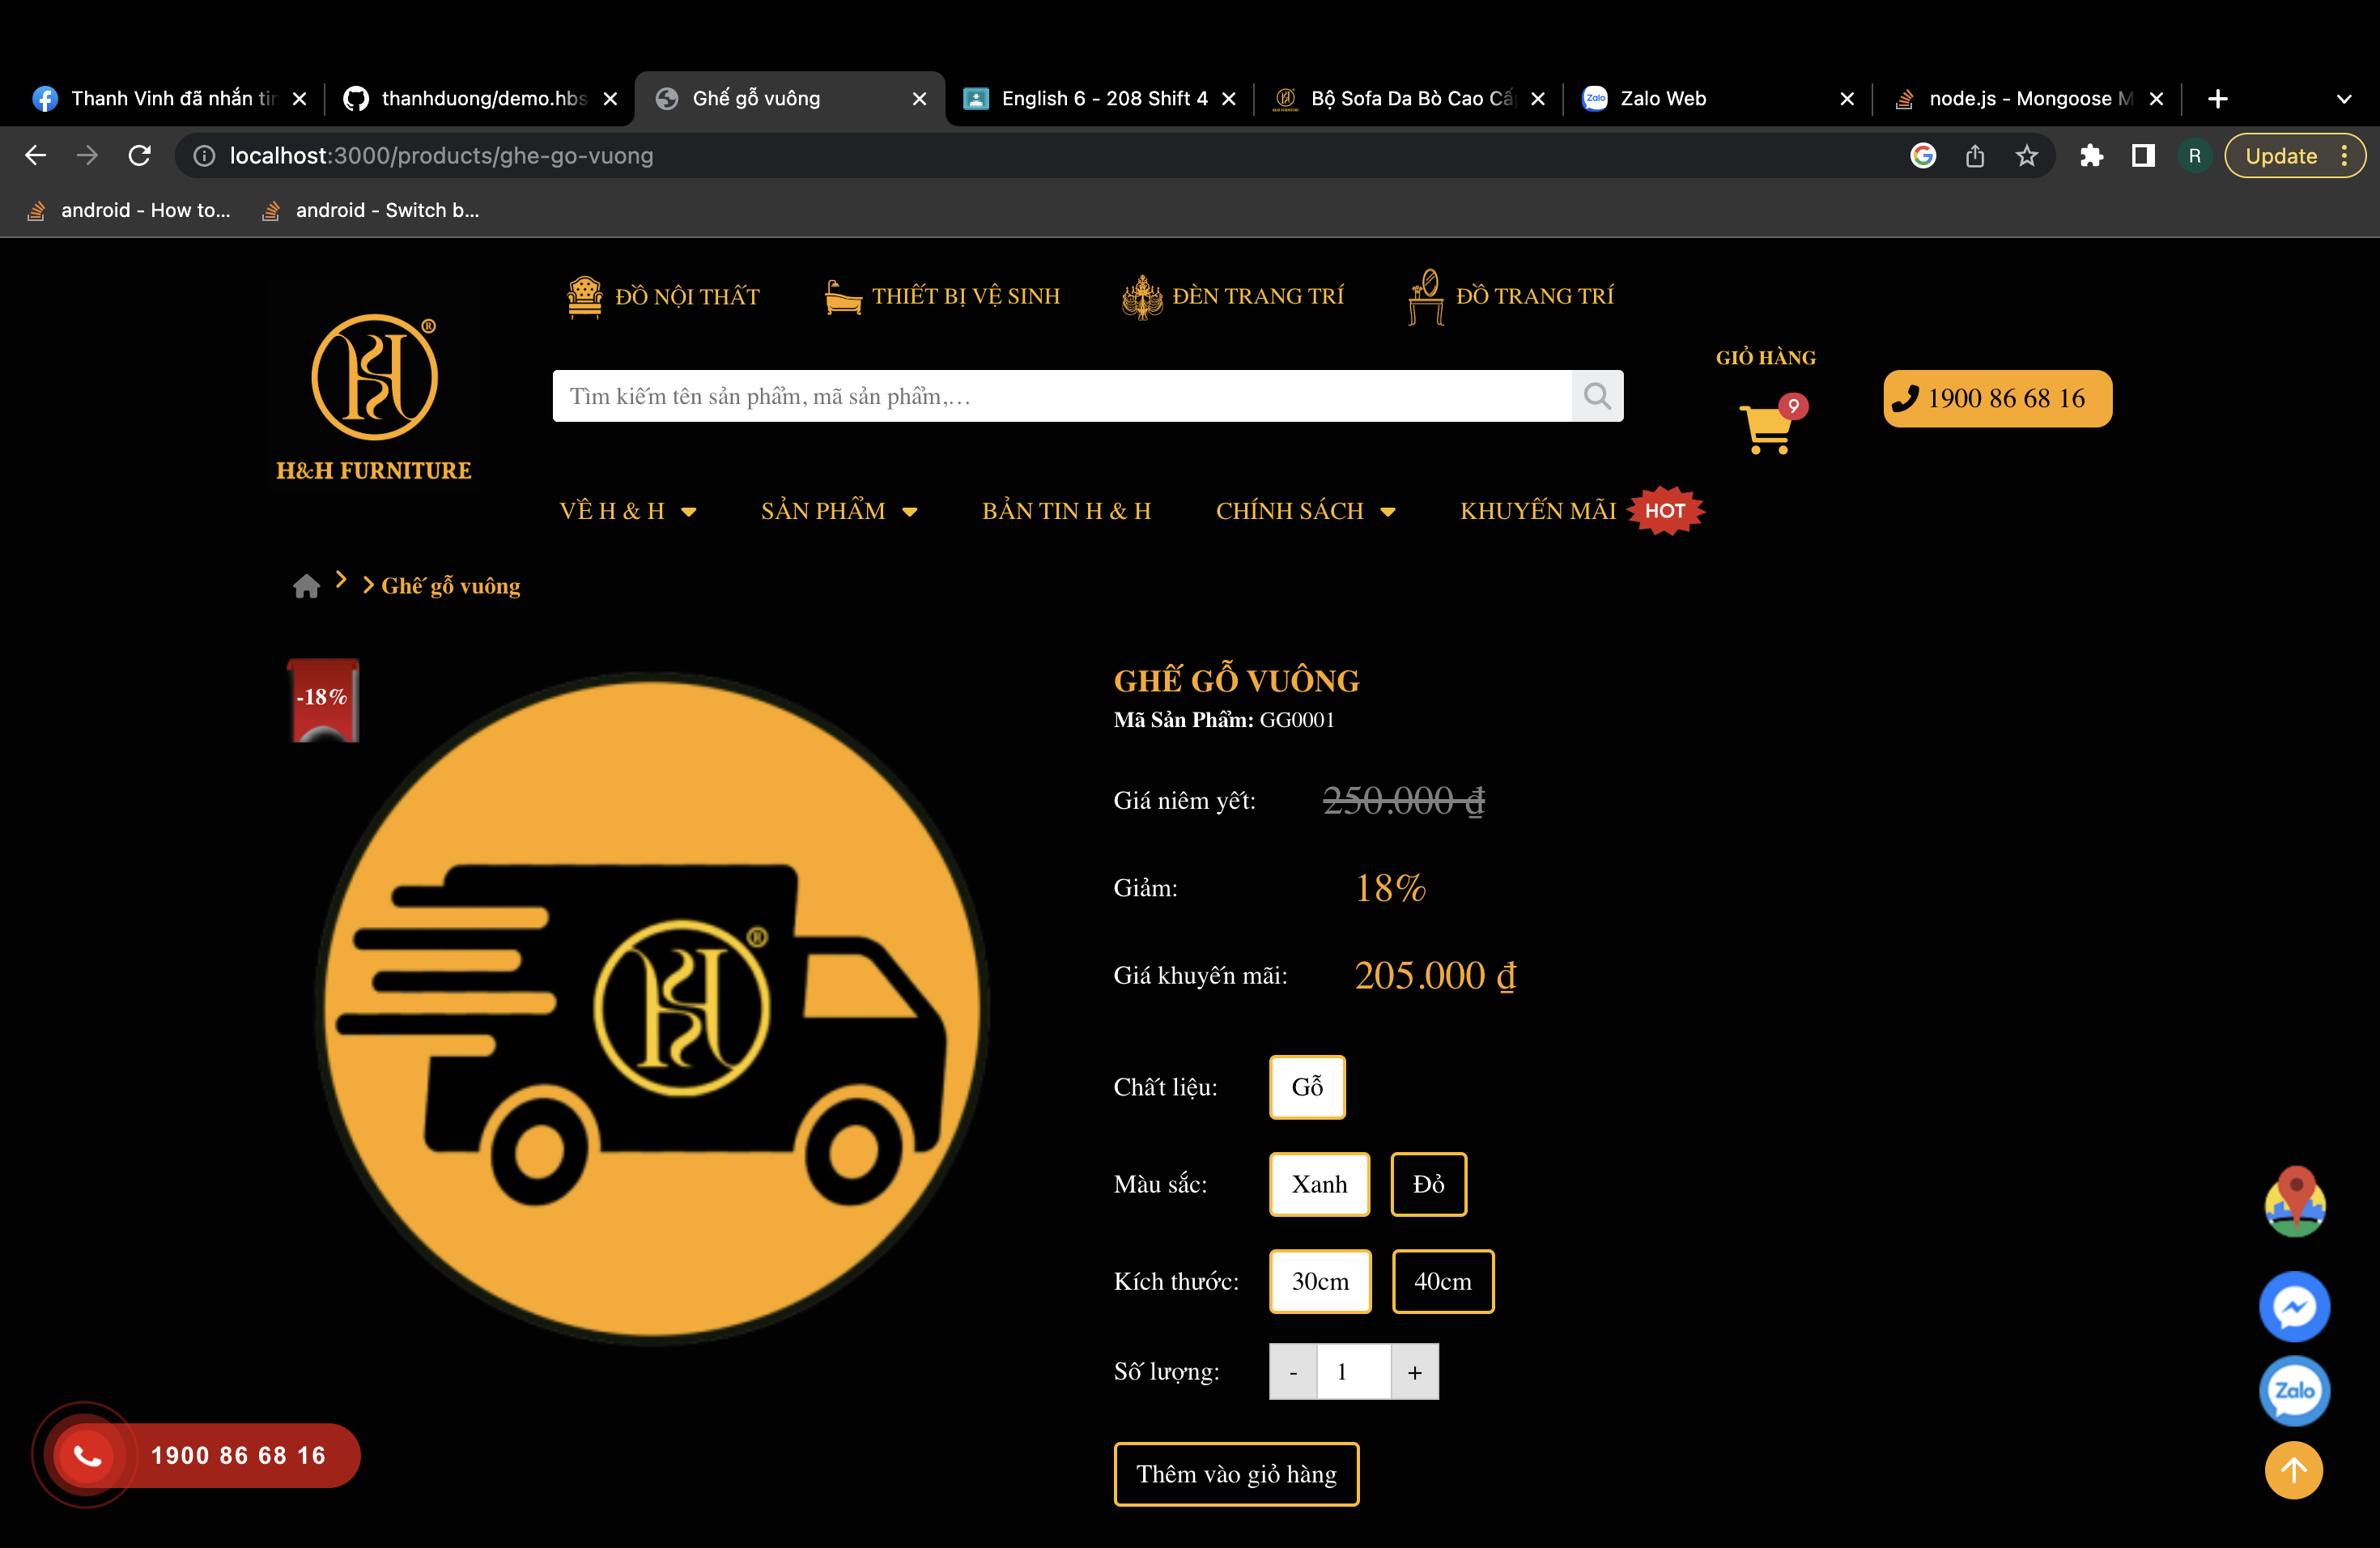 Thanh Vinh đã nhắn tin
thanhduong/demo.hbs
Ghế gỗ vuông
English 6 - 208 Shift 4
Bộ Sofa Da Bò Cao Cấp
Zalo Web
node.js - Mongoose M
localhost:3000/products/ghe-go-vuong
R
Update
android - How to...
android - Switch b...
ĐỒ NỘI THẤT
THIẾT BỊ VỆ SINH
ĐÈN TRANG TRÍ
ĐỒ TRANG TRÍ
®
H&H FURNITURE
Tìm kiếm tên sản phẩm, mã sản phẩm,...
GIỎ HÀNG
9
1900 86 68 16
VỀ H & H
SẢN PHẨM
BẢN TIN H & H
CHÍNH SÁCH
KHUYẾN MÃI
HOT
Ghế gỗ vuông
-18%
®
GHẾ GỖ VUÔNG
Mã Sản Phẩm: GG0001
Giá niêm yết: 250.000 ₫
Giảm: 18%
Giá khuyến mãi: 205.000 ₫
Chất liệu: Gỗ
Màu sắc: Xanh Đỏ
Kích thước: 30cm 40cm
Số lượng: - 1 +
Thêm vào giỏ hàng
1900 86 68 16
Zalo